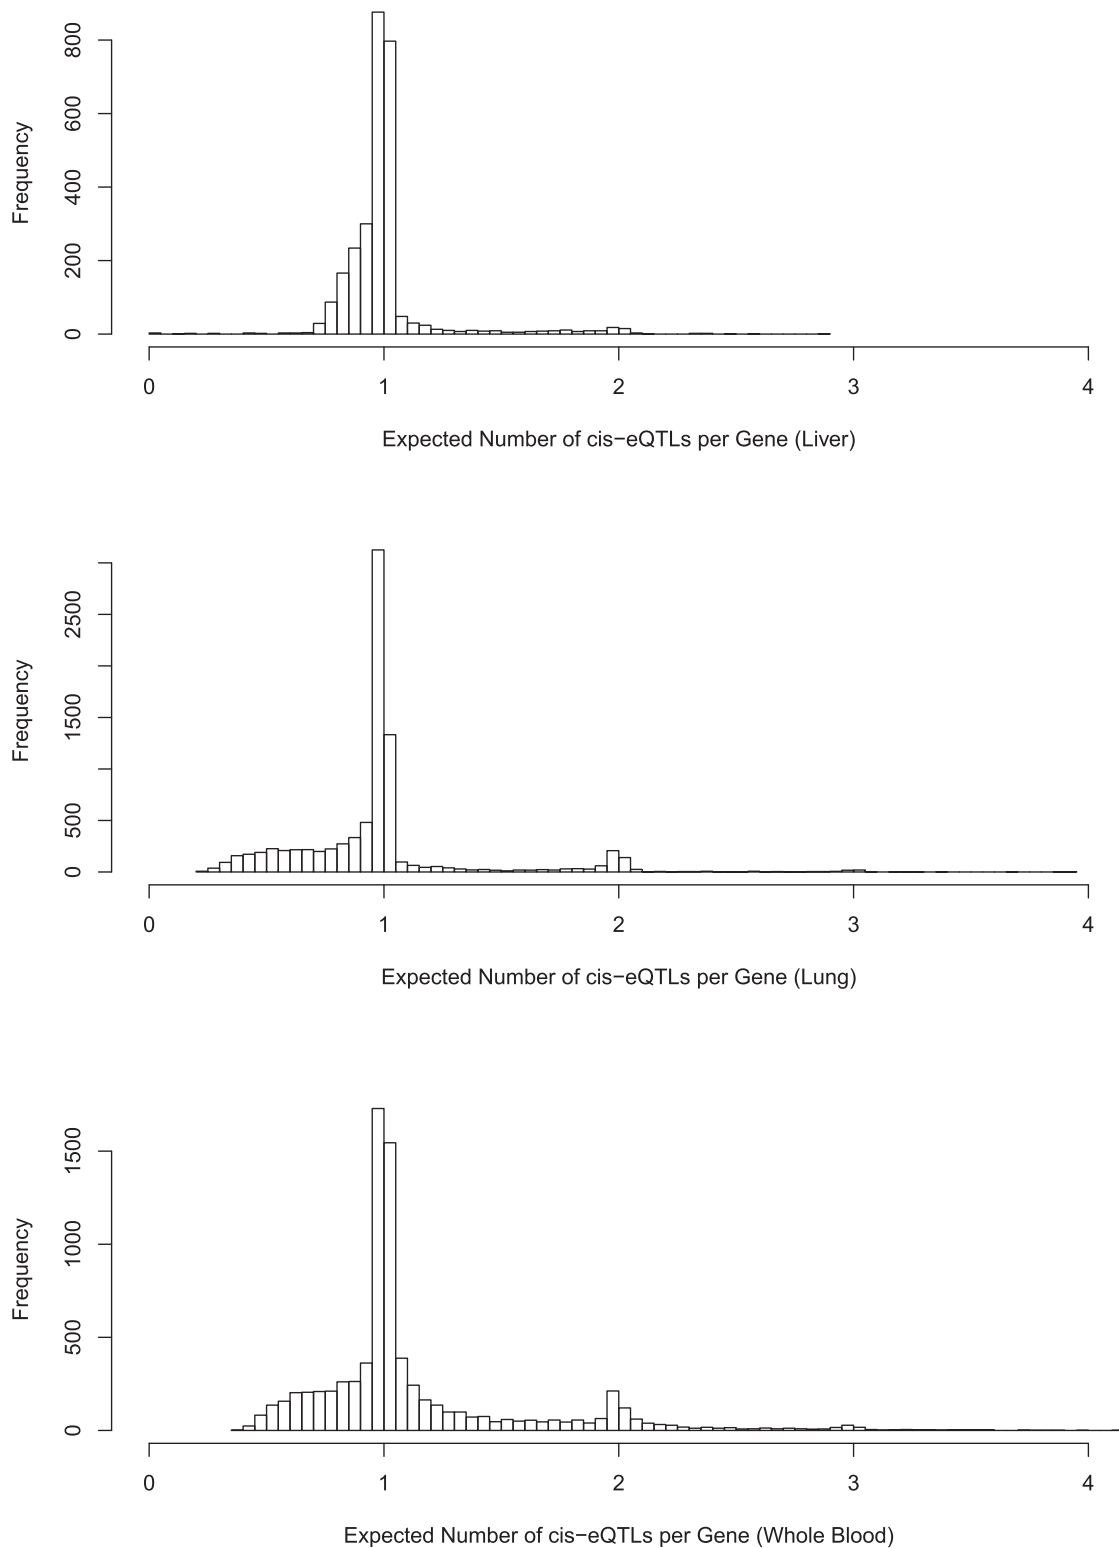 Frequency
0 200 400 600 800
0 1 2 3 4
Expected Number of cis−eQTLs per Gene (Liver)
Frequency
0 500 1500 2500
0 1 2 3 4
Expected Number of cis−eQTLs per Gene (Lung)
Frequency
0 500 1000 1500
0 1 2 3 4
Expected Number of cis−eQTLs per Gene (Whole Blood)